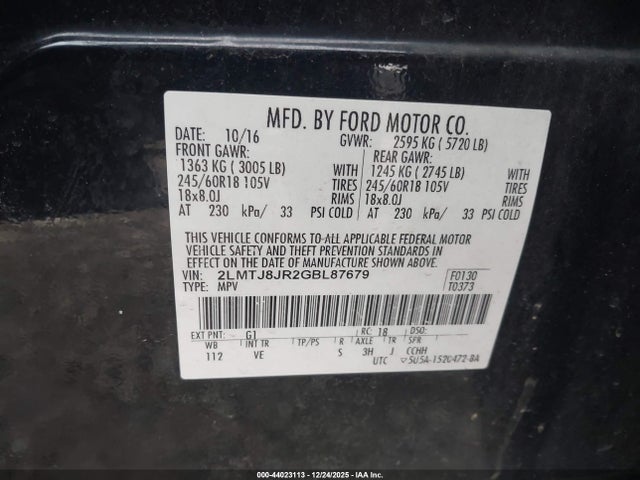 MFD. BY FORD MOTOR CO.
DATE: 10/16 GVWR: 2595 KG ( 5720 LB)
FRONT GAWR: REAR GAWR:
1363 KG ( 3005 LB) WITH 1245 KG ( 2745 LB) WITH
245/60R18 105V TIRES 245/60R18 105V TIRES
18x8.0J RIMS 18x8.0J RIMS
AT 230 kPa/ 33 PSI COLD AT 230 kPa/ 33 PSI COLD
THIS VEHICLE CONFORMS TO ALL APPLICABLE FEDERAL MOTOR
VEHICLE SAFETY AND THEFT PREVENTION STANDARDS IN
EFFECT ON THE DATE OF MANUFACTURE SHOWN ABOVE.
VIN: 2LMTJ8JR2GBL87679 F0130
TYPE: MPV T0373
EXT PNT: G1 RC: 18 DSO:
WB INT TR TP/PS R AXLE TR SPR
112 VE S 3H J CCHH
UTC
000-44023113 - 12/24/2025 - IAA Inc.